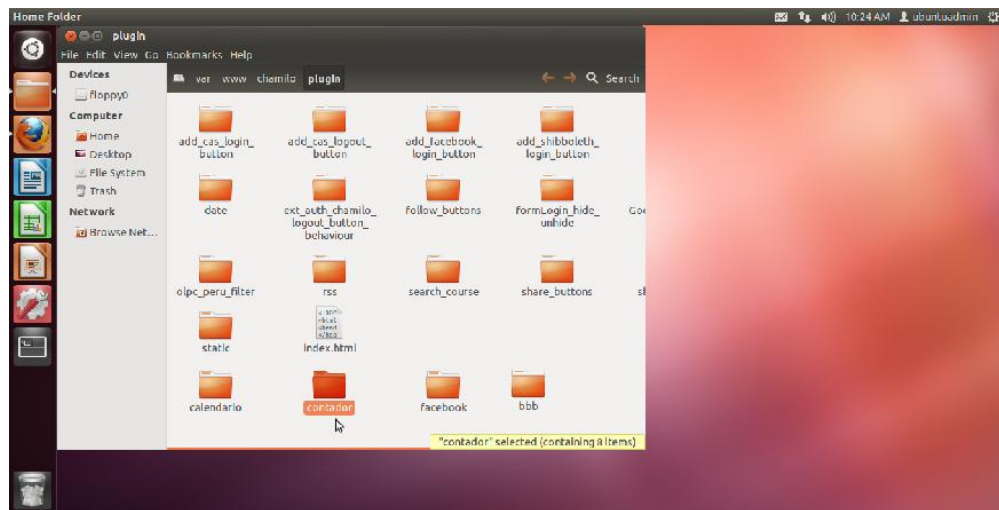 Home Folder
10:24 AM ubuntuadmin
plugin
File Edit View Go Bookmarks Help
Devices
var www chamilo plugin
Search
floppy0
Computer
Home
Desktop
File System
Trash
Network
Browse Net...
add_cas_login_
button
add_cas_logout_
button
add_facebook_
login_button
add_shibboleth_
login_button
date
ext_auth_chamilo_
logout_button_
behaviour
follow_buttons
formLogin_hide_
unhide
Goo
olpc_peru_filter
rss
search_course
share_buttons
static
index.html
calendario
contador
facebook
bbb
"contador" selected (containing 8 items)